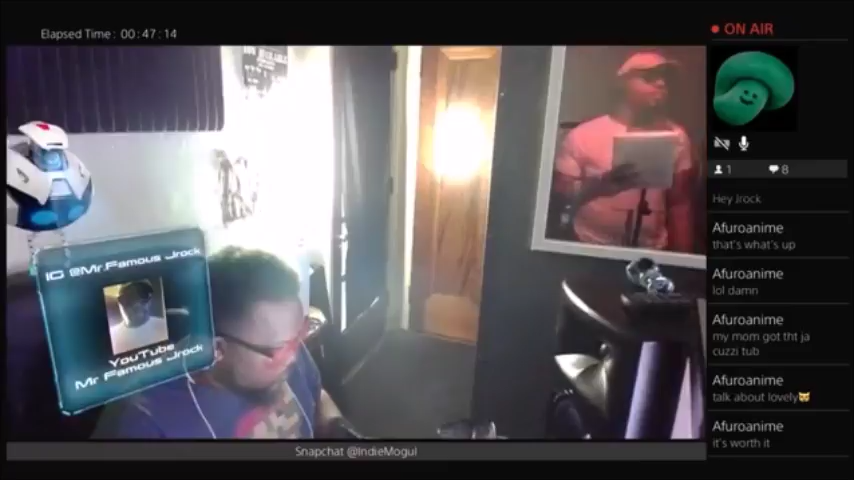 Elapsed Time : 00:47:14
ON AIR
IG @Mr.Famous Jrock
YouTube
Mr Famous Jrock
1
8
Hey Jrock
Afuroanime
that's what's up
Afuroanime
lol damn
Afuroanime
my mom got tht ja
cuzzi tub
Afuroanime
talk about lovely😺
Afuroanime
it's worth it
Snapchat @IndieMogul